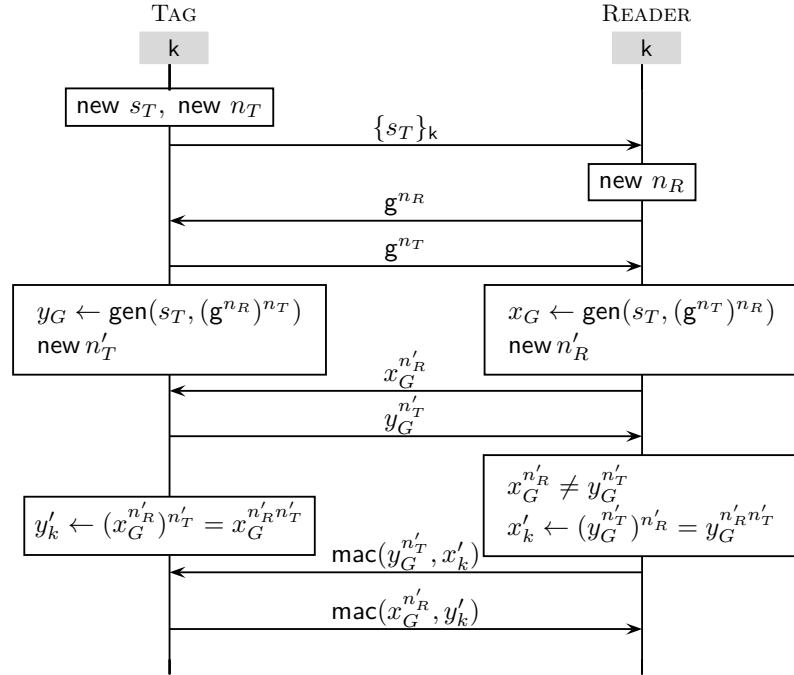 TAG READER
k k
new s_T, new n_T
{s_T}_k
new n_R
g^{n_R}
g^{n_T}
y_G ← gen(s_T, (g^{n_R})^{n_T})
new n'_T
x_G ← gen(s_T, (g^{n_T})^{n_R})
new n'_R
x_G^{n'_R}
y_G^{n'_T}
x_G^{n'_R} ≠ y_G^{n'_T}
y'_k ← (x_G^{n'_R})^{n'_T} = x_G^{n'_R n'_T}
x'_k ← (y_G^{n'_T})^{n'_R} = y_G^{n'_R n'_T}
mac(y_G^{n'_T}, x'_k)
mac(x_G^{n'_R}, y'_k)